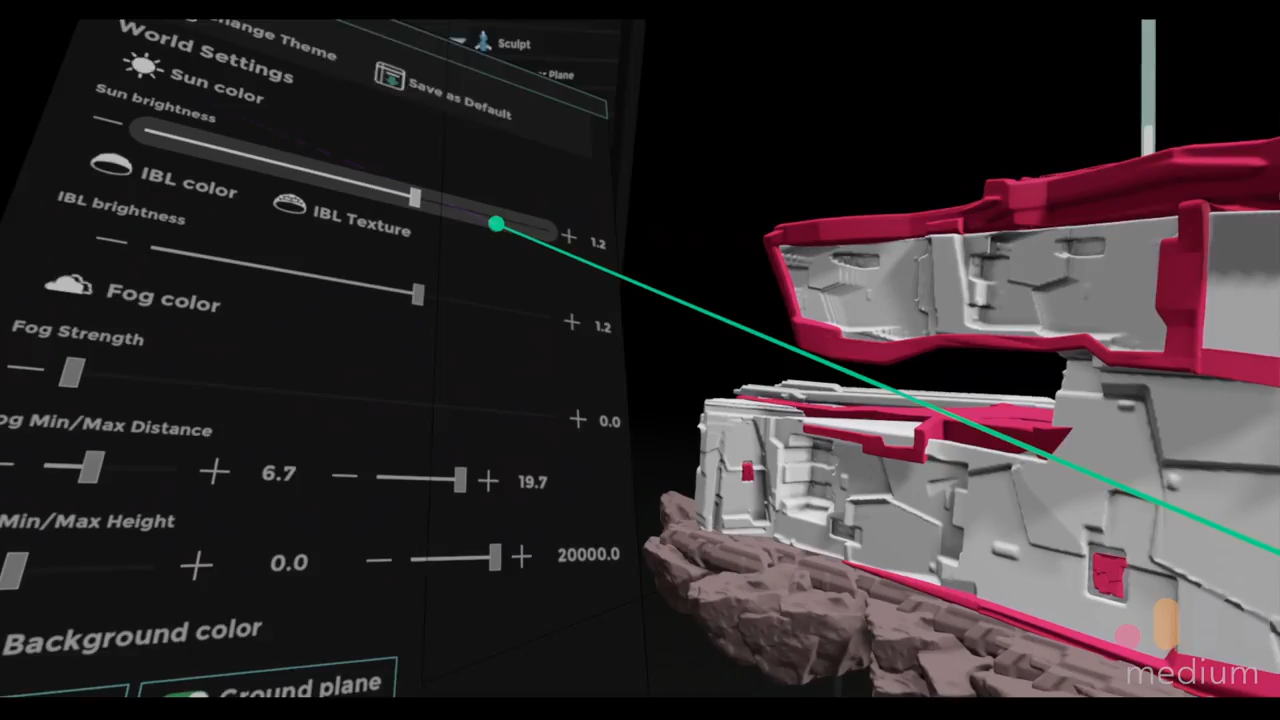 Change Theme
Sculpt
Plane
World Settings
Sun color
Save as Default
Sun brightness
1.2
IBL color
IBL Texture
IBL brightness
1.2
Fog color
Fog Strength
0.0
Min/Max Distance
6.7
19.7
Min/Max Height
0.0
20000.0
Background color
Ground plane
medium